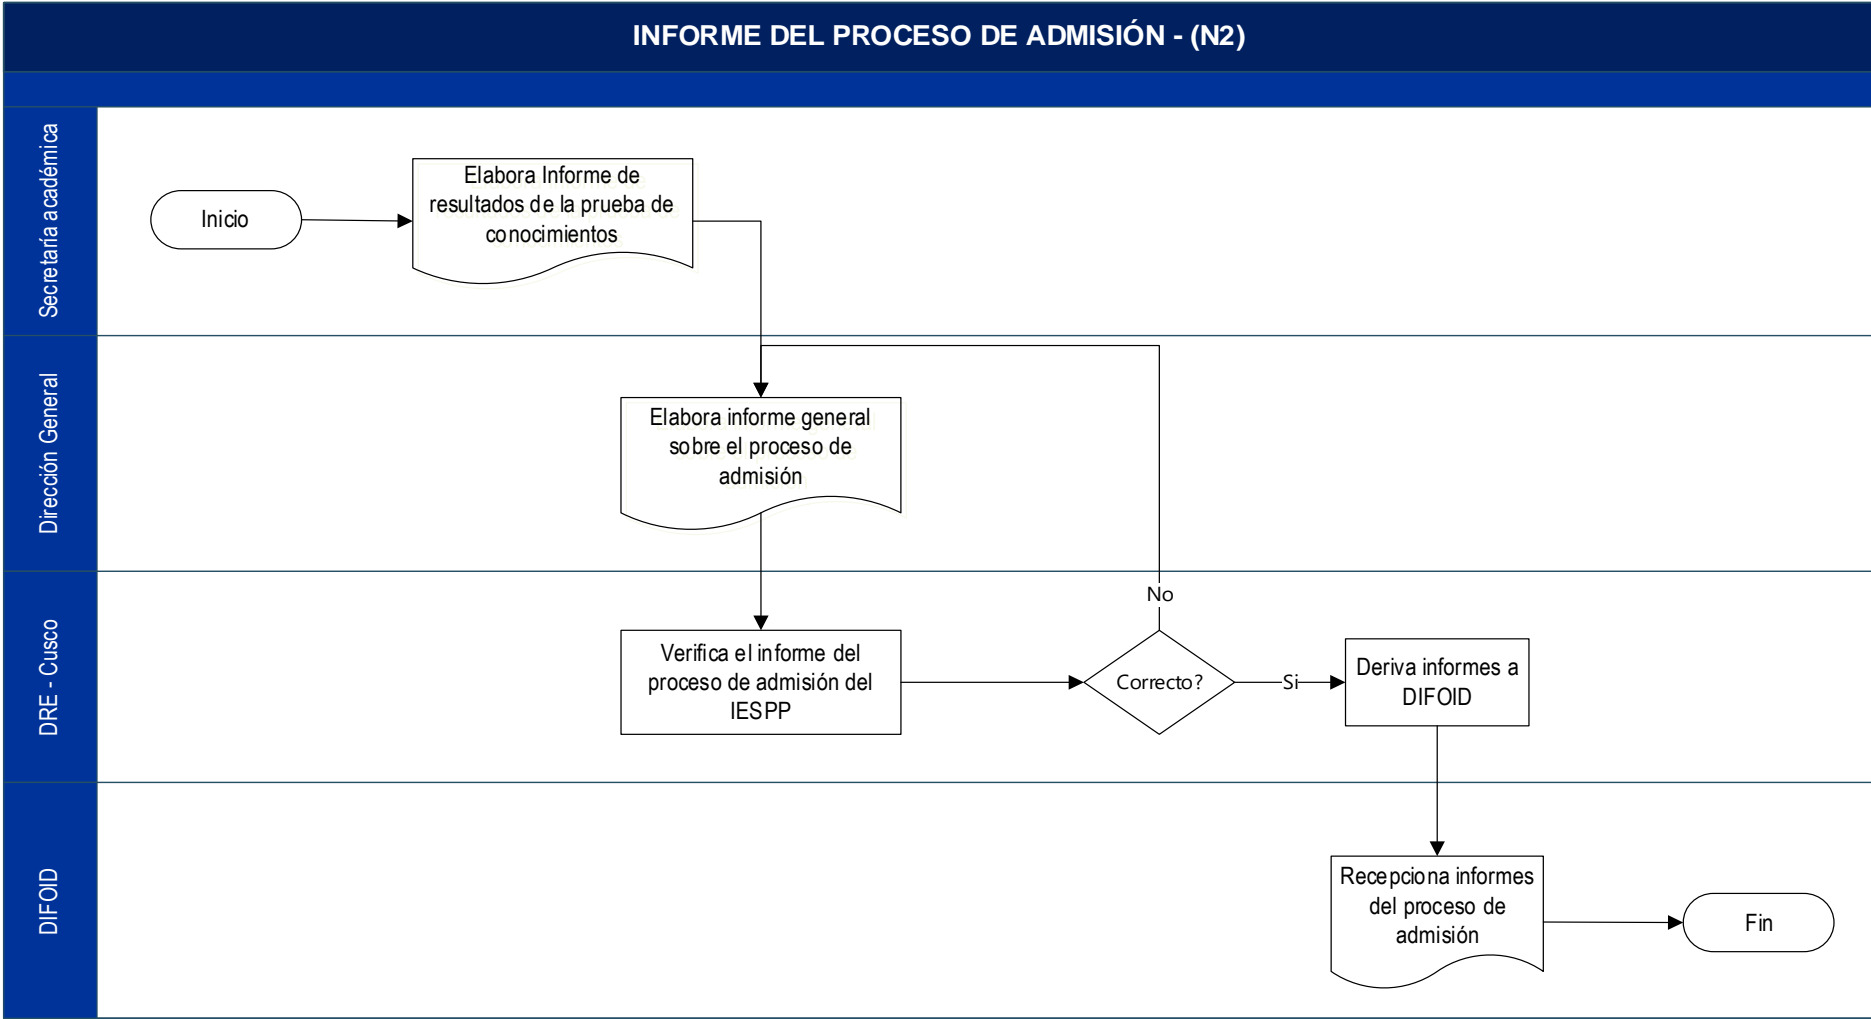 INFORME DEL PROCESO DE ADMISIÓN - (N2)
Secretaría académica
Inicio
Elabora Informe de
resultados de la prueba de
conocimientos
Dirección General
Elabora informe general
sobre el proceso de
admisión
DRE - Cusco
Verifica el informe del
proceso de admisión del
IESPP
No
Correcto?
Si
Deriva informes a
DIFOID
DIFOID
Recepciona informes
del proceso de
admisión
Fin